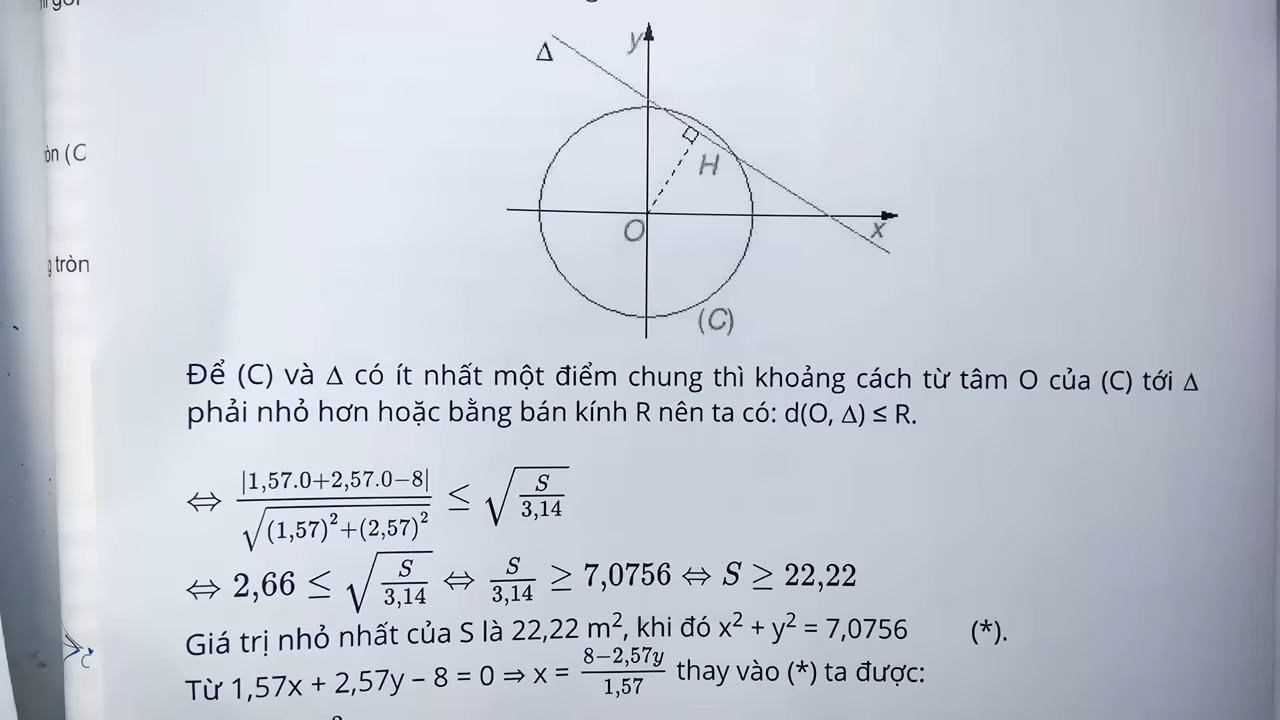 y
Δ
òn (C
H
O
x
tròn
(C)
Để (C) và Δ có ít nhất một điểm chung thì khoảng cách từ tâm O của (C) tới Δ
phải nhỏ hơn hoặc bằng bán kính R nên ta có: d(O, Δ) ≤ R.
⇔ |1,57.0+2,57.0−8| / √((1,57)² + (2,57)²) ≤ √(S/3,14)
⇔ 2,66 ≤ √(S/3,14) ⇔ S/3,14 ≥ 7,0756 ⇔ S ≥ 22,22
Giá trị nhỏ nhất của S là 22,22 m², khi đó x² + y² = 7,0756 (*).
Từ 1,57x + 2,57y – 8 = 0 ⇒ x = (8−2,57y)/1,57 thay vào (*) ta được: